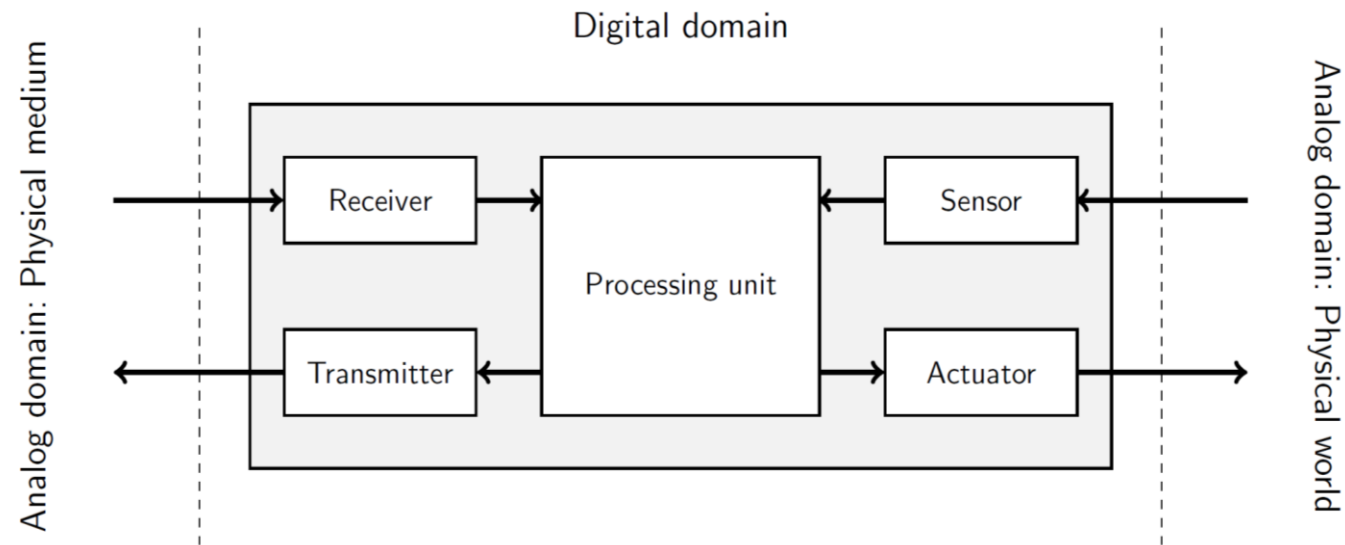 Digital domain
Analog domain: Physical medium
Receiver
Sensor
Processing unit
Transmitter
Actuator
Analog domain: Physical world